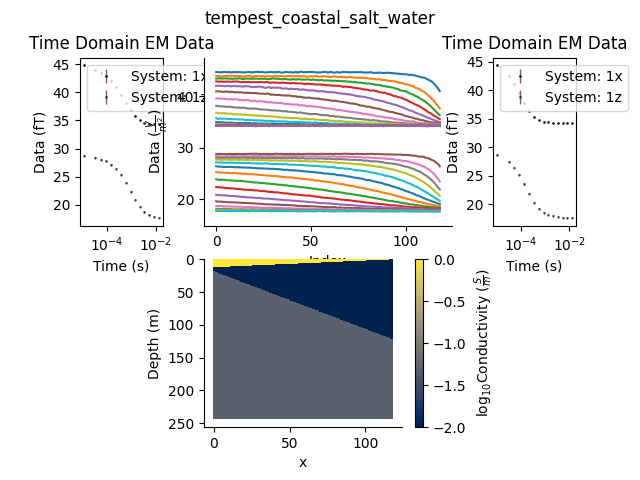 tempest_coastal_salt_water
Time Domain EM Data
Time Domain EM Data
System: 1x
System: 1z
System: 1x
System: 1z
Data (fT)
45
40
35
30
25
20
10⁻⁴
10⁻²
Time (s)
40
30
20
0
50
100
Index
Data (fT)
45
40
35
30
25
20
10⁻⁴
10⁻²
Time (s)
Depth (m)
0
50
100
150
200
250
0
50
100
x
0.0
−0.5
−1.0
−1.5
−2.0
log₁₀Conductivity (S/m)